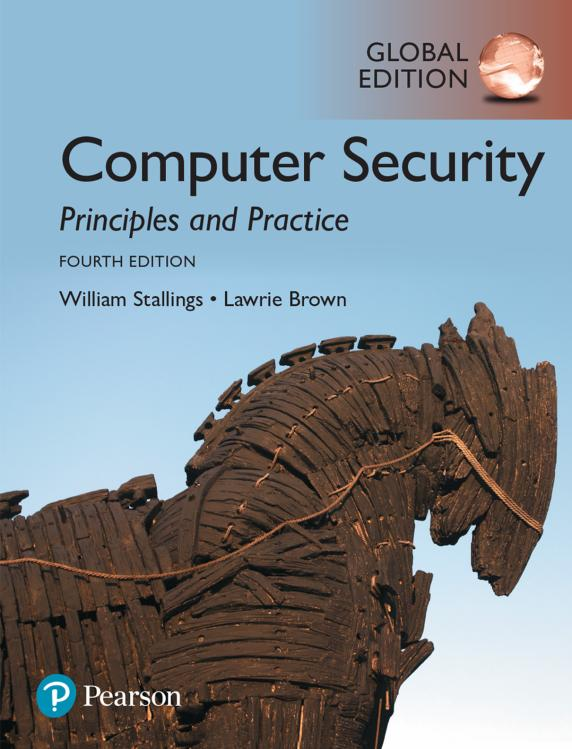 GLOBAL
EDITION
Computer Security
Principles and Practice
FOURTH EDITION
William Stallings • Lawrie Brown
P Pearson